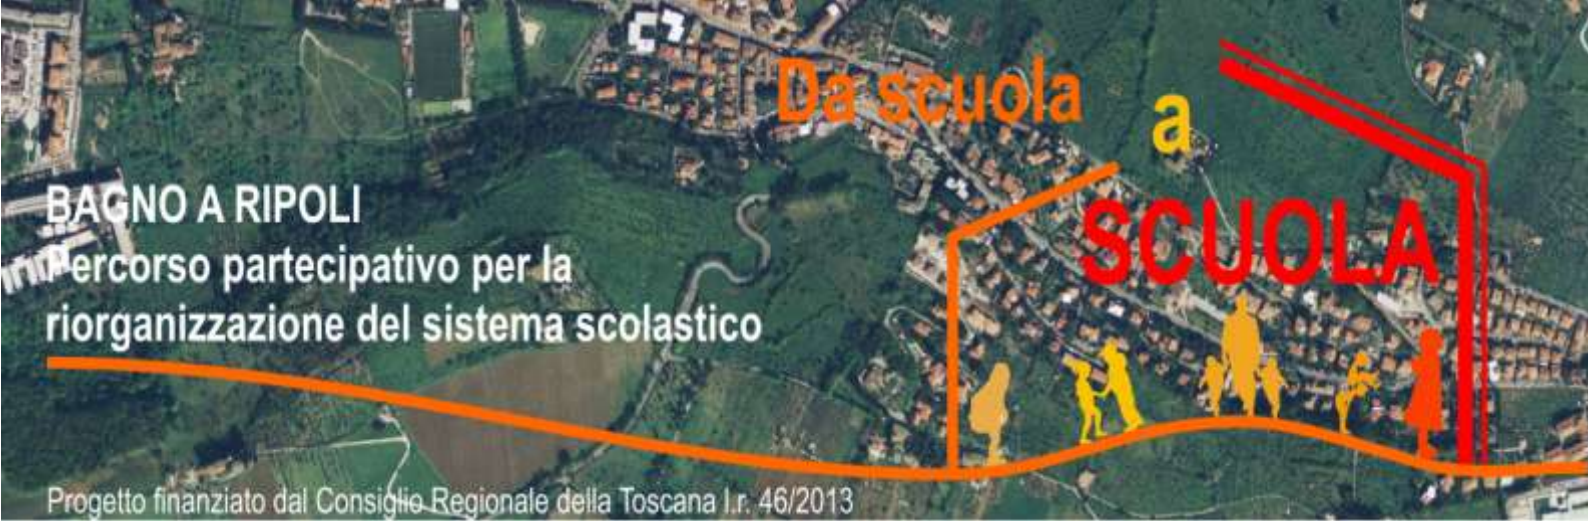 Da scuola
a
SCUOLA
BAGNO A RIPOLI
Percorso partecipativo per la
riorganizzazione del sistema scolastico
Progetto finanziato dal Consiglio Regionale della Toscana l.r. 46/2013